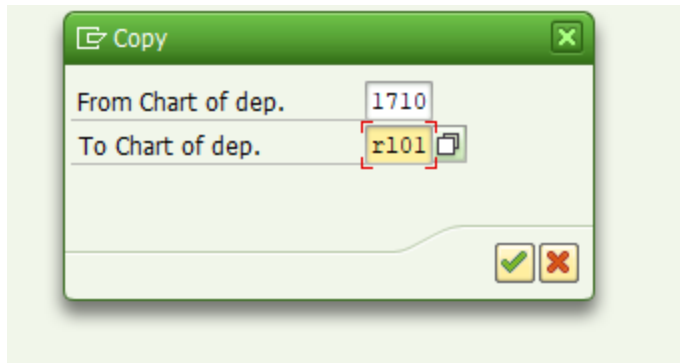 Copy
From Chart of dep. 1710
To Chart of dep. r101